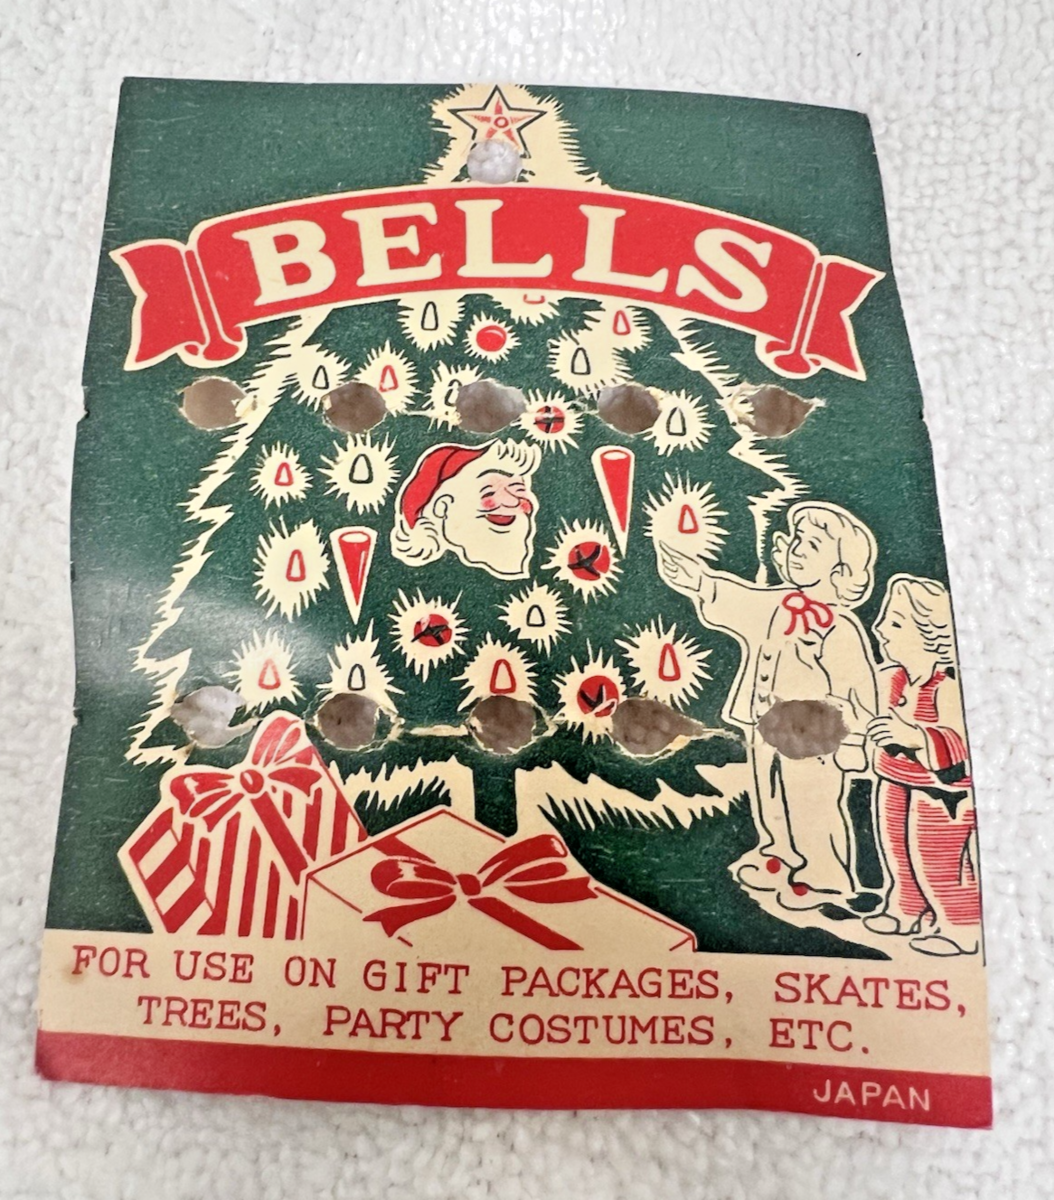 BELLS
FOR USE ON GIFT PACKAGES, SKATES,
TREES, PARTY COSTUMES, ETC.
JAPAN